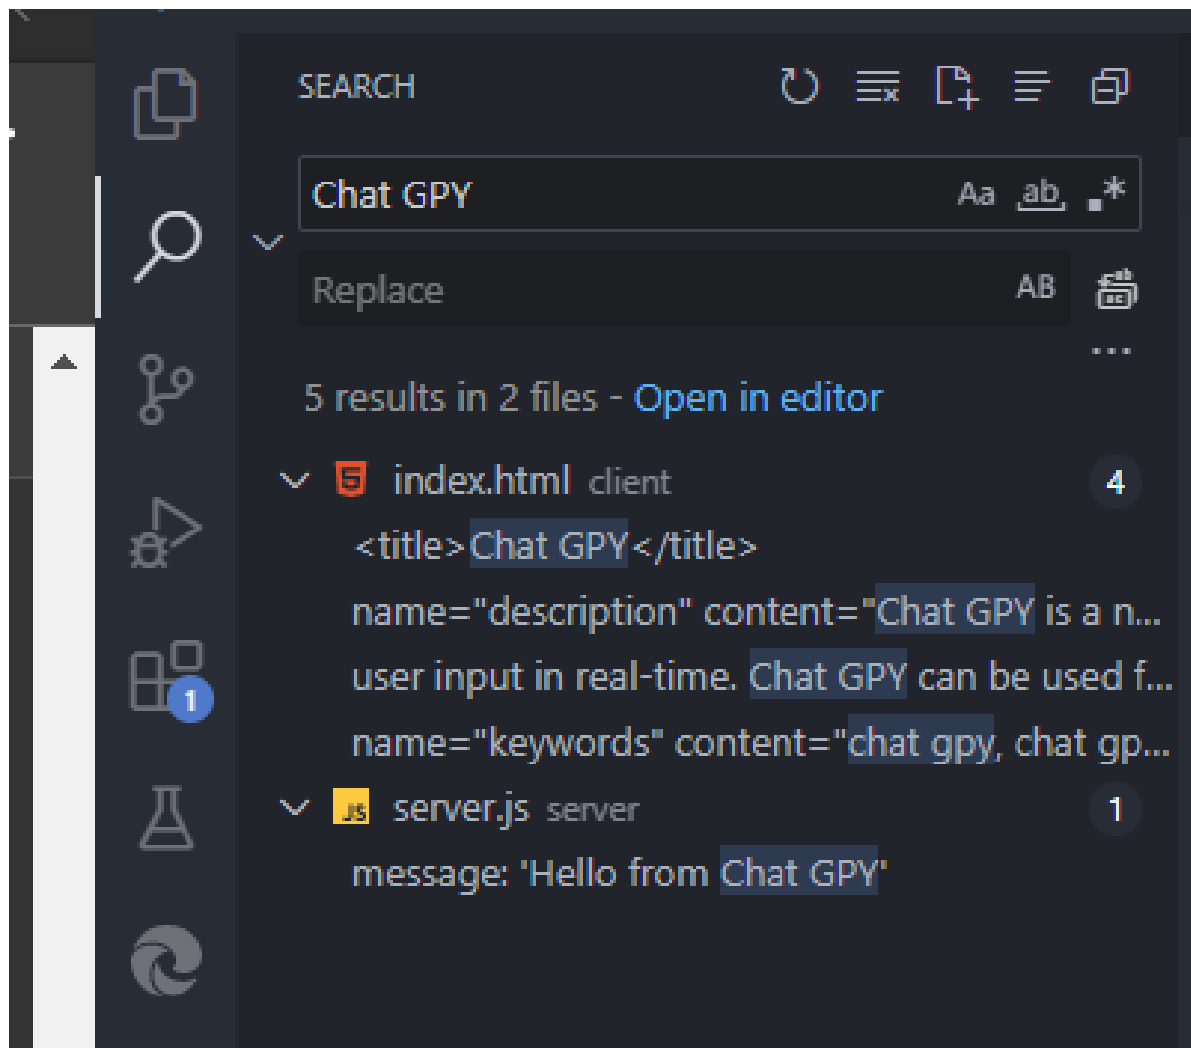 SEARCH
Chat GPY Aa ab .*
Replace AB
5 results in 2 files - Open in editor
index.html client 4
<title>Chat GPY</title>
name="description" content="Chat GPY is a n...
user input in real-time. Chat GPY can be used f...
name="keywords" content="chat gpy, chat gp...
1
JS server.js server 1
message: 'Hello from Chat GPY'